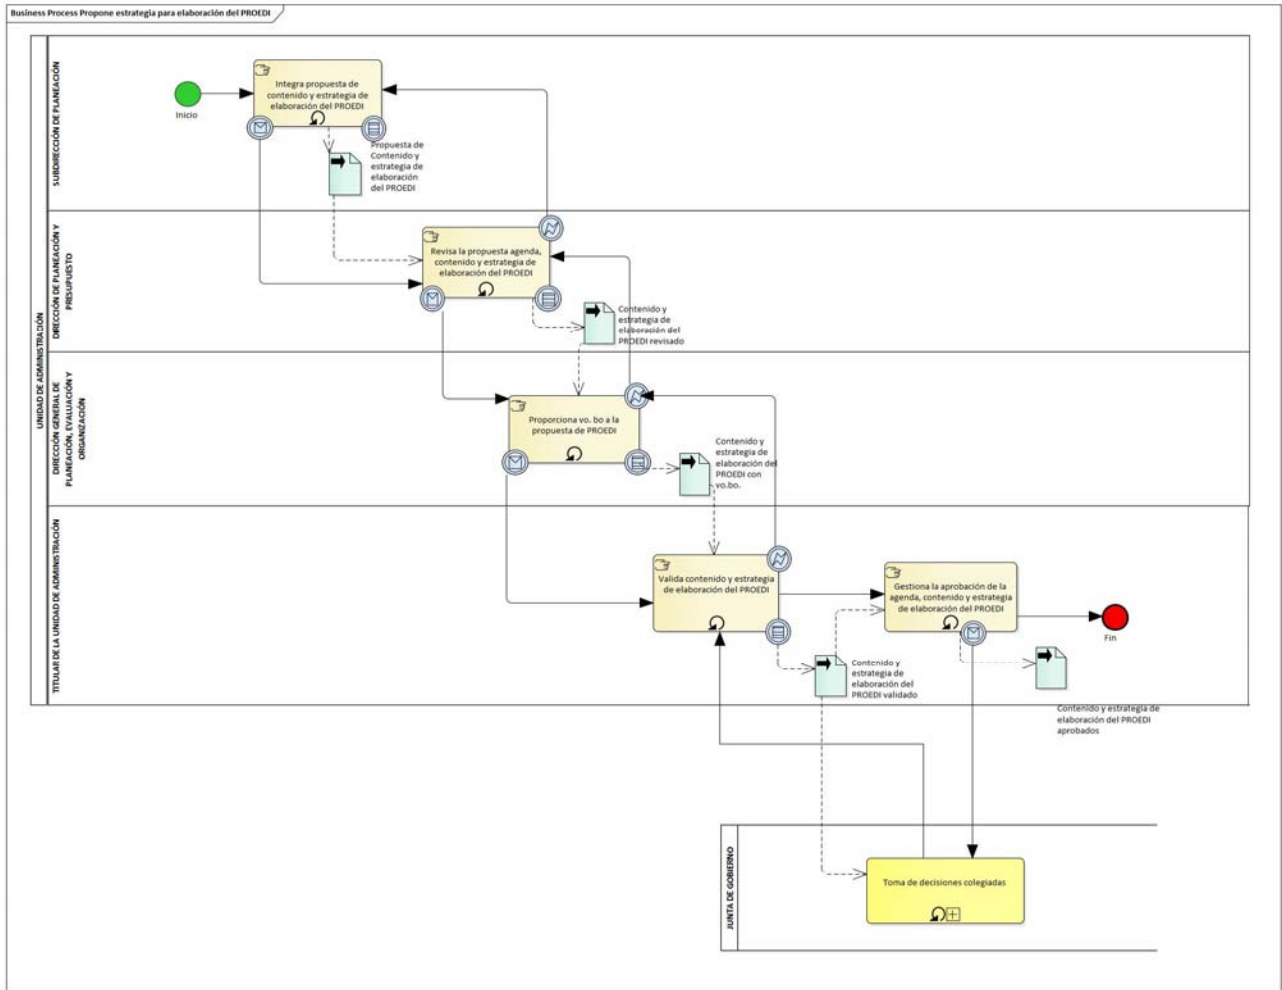 Business Process Propone estrategia para elaboración del PROEDI
UNIDAD DE ADMINISTRACIÓN
SUBDIRECCIÓN DE PLANEACIÓN
Inicio
Integra propuesta de
contenido y estrategia de
elaboración del PROEDI
Propuesta de
Contenido y
estrategia de
elaboración
del PROEDI
DIRECCIÓN DE PLANEACIÓN Y
PRESUPUESTO
Revisa la propuesta agenda,
contenido y estrategia de
elaboración del PROEDI
Contenido y
estrategia de
elaboración del
PROEDI revisado
DIRECCIÓN GENERAL DE
PLANEACIÓN, EVALUACIÓN Y
ORGANIZACIÓN
Proporciona vo. bo a la
propuesta de PROEDI
Contenido y
estrategia de
elaboración del
PROEDI con
vo.bo.
TITULAR DE LA UNIDAD DE ADMINISTRACIÓN
Valida contenido y estrategia
de elaboración del PROEDI
Gestiona la aprobación de la
agenda, contenido y estrategia
de elaboración del PROEDI
Fin
Contenido y
estrategia de
elaboración del
PROEDI validado
Contenido y estrategia de
elaboración del PROEDI
aprobados
JUNTA DE GOBIERNO
Toma de decisiones colegiadas